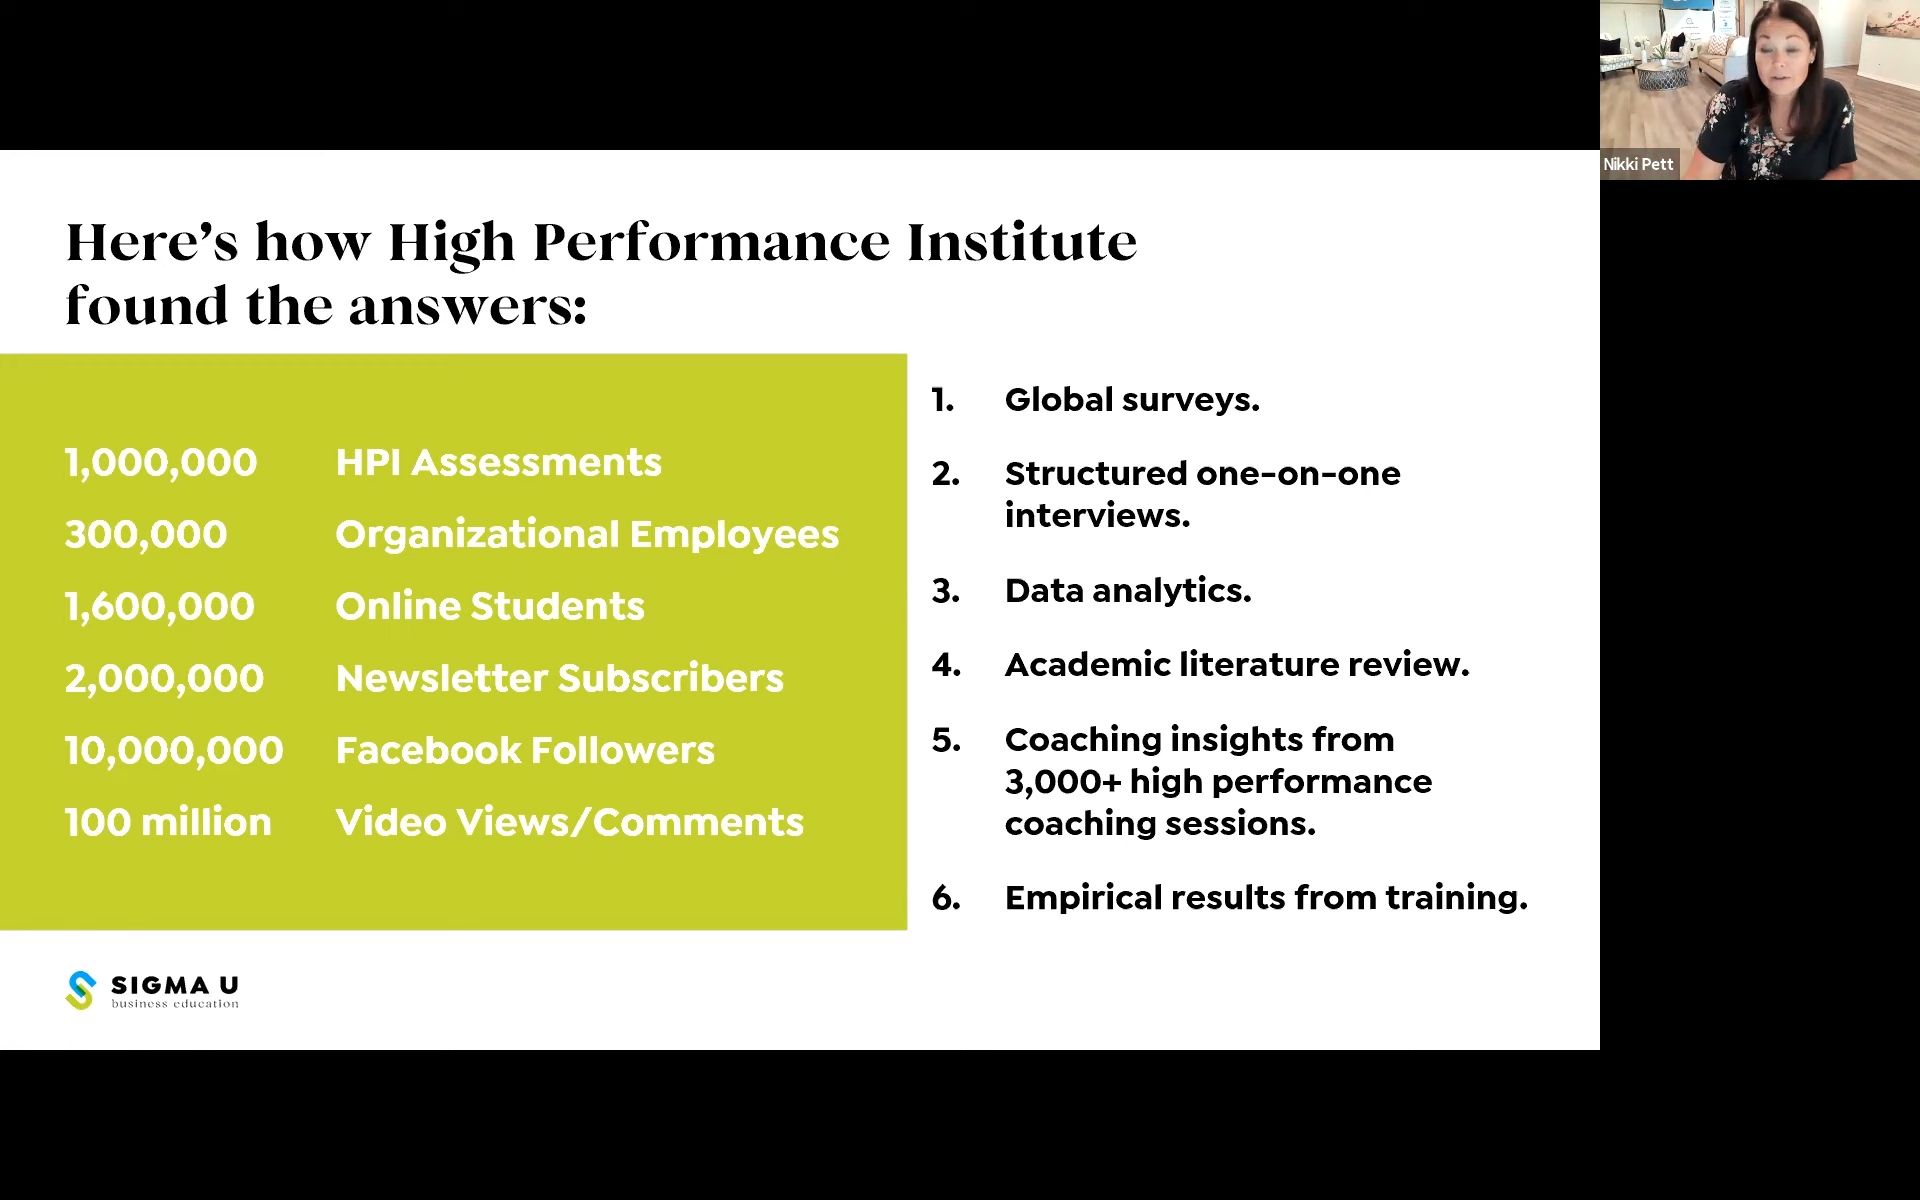 Nikki Pett
Here’s how High Performance Institute
found the answers:
1,000,000 HPI Assessments
300,000 Organizational Employees
1,600,000 Online Students
2,000,000 Newsletter Subscribers
10,000,000 Facebook Followers
100 million Video Views/Comments
1. Global surveys.
2. Structured one-on-one
interviews.
3. Data analytics.
4. Academic literature review.
5. Coaching insights from
3,000+ high performance
coaching sessions.
6. Empirical results from training.
SIGMA U
business education